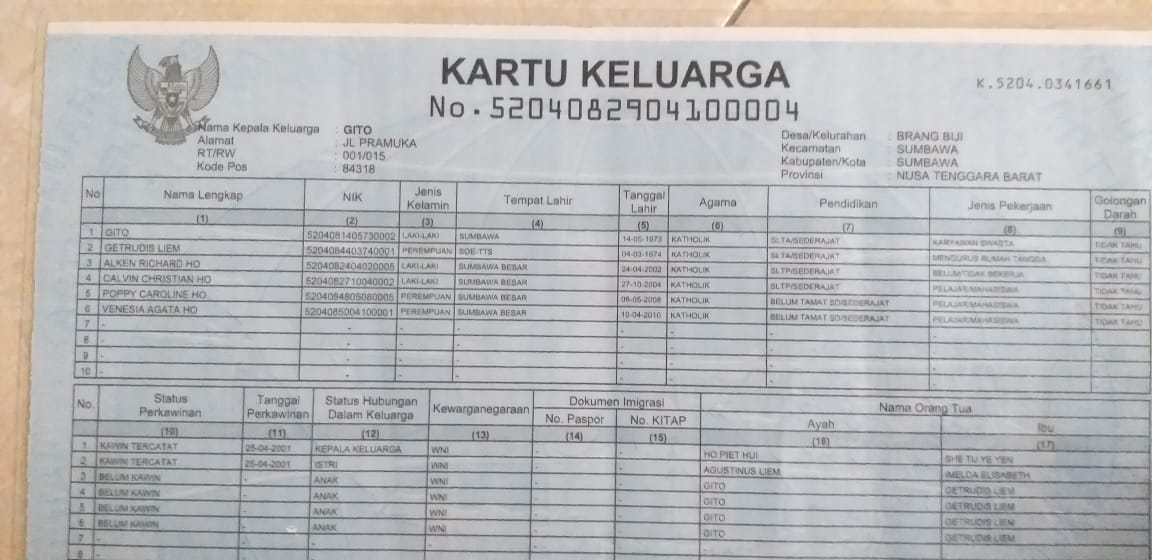 KARTU KELUARGA
K.5204.0341661
No.5204082904100004
Nama Kepala Keluarga : GITO
Alamat : JL PRAMUKA
RT/RW : 001/015
Kode Pos : 84318
Desa/Kelurahan : BRANG BIJI
Kecamatan : SUMBAWA
Kabupaten/Kota : SUMBAWA
Provinsi : NUSA TENGGARA BARAT
No Nama Lengkap NIK Jenis Kelamin Tempat Lahir Tanggal Lahir Agama Pendidikan Jenis Pekerjaan Golongan Darah
(1) (2) (3) (4) (5) (6) (7) (8) (9)
1 GITO 5204081405730002 LAKI-LAKI SUMBAWA 14-05-1973 KATHOLIK SLTA/SEDERAJAT KARYAWAN SWASTA TIDAK TAHU
2 GETRUDIS LIEM 5204084403740001 PEREMPUAN SOE-TTS 04-03-1974 KATHOLIK SLTA/SEDERAJAT MENGURUS RUMAH TANGGA TIDAK TAHU
3 ALKEN RICHARD HO 5204082404020005 LAKI-LAKI SUMBAWA BESAR 24-04-2002 KATHOLIK SLTP/SEDERAJAT BELUM/TIDAK BEKERJA TIDAK TAHU
4 CALVIN CHRISTIAN HO 5204082710040002 LAKI-LAKI SUMBAWA BESAR 27-10-2004 KATHOLIK SLTP/SEDERAJAT PELAJAR/MAHASISWA TIDAK TAHU
5 POPPY CAROLINE HO 5204084805080005 PEREMPUAN SUMBAWA BESAR 08-05-2008 KATHOLIK BELUM TAMAT SD/SEDERAJAT PELAJAR/MAHASISWA TIDAK TAHU
6 VENESIA AGATA HO 5204085004100001 PEREMPUAN SUMBAWA BESAR 10-04-2010 KATHOLIK BELUM TAMAT SD/SEDERAJAT PELAJAR/MAHASISWA TIDAK TAHU
7 - - - - - - - - -
8 - - - - - - - - -
9 - - - - - - - - -
10 - - - - - - - - -
No. Status Perkawinan Tanggal Perkawinan Status Hubungan Dalam Keluarga Kewarganegaraan Dokumen Imigrasi Nama Orang Tua
No. Paspor No. KITAP Ayah Ibu
(10) (11) (12) (13) (14) (15) (16) (17)
1 KAWIN TERCATAT 25-04-2001 KEPALA KELUARGA WNI - - HO PIET HUI SHE TU YE YEN
2 KAWIN TERCATAT 25-04-2001 ISTRI WNI - - AGUSTINUS LIEM IMELDA ELISABETH
3 BELUM KAWIN - ANAK WNI - - GITO GETRUDIS LIEM
4 BELUM KAWIN - ANAK WNI - - GITO GETRUDIS LIEM
5 BELUM KAWIN - ANAK WNI - - GITO GETRUDIS LIEM
6 BELUM KAWIN - ANAK WNI - - GITO GETRUDIS LIEM
7 - - - - - - - -
8